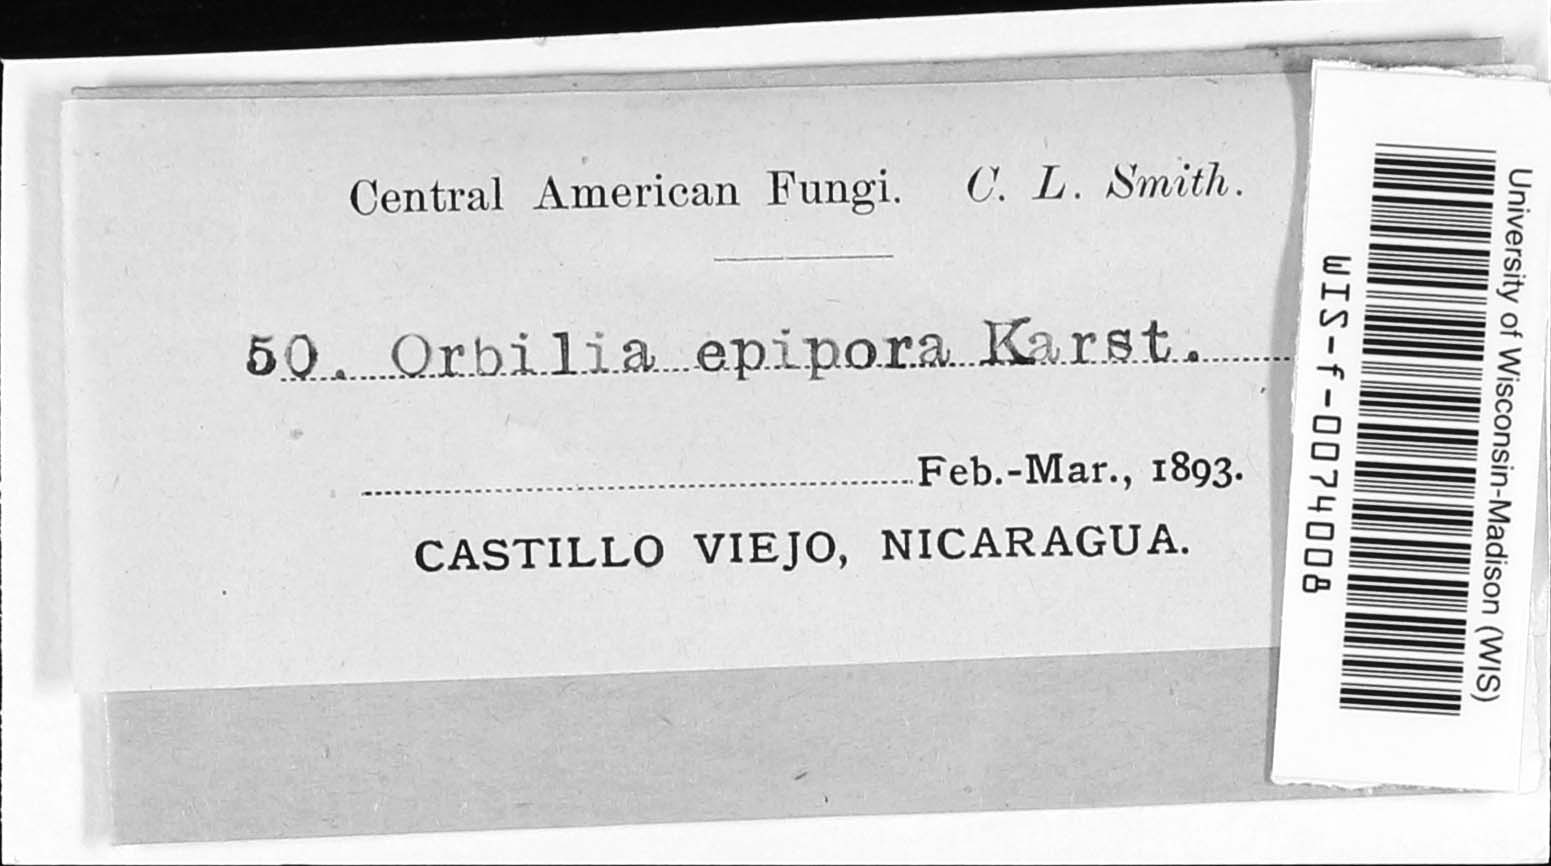 Central American Fungi. C. L. Smith.
50. Orbilia epipora Karst.
Feb.-Mar., 1893.
CASTILLO VIEJO, NICARAGUA.
University of Wisconsin-Madison (WIS)
WIS-f-0074008